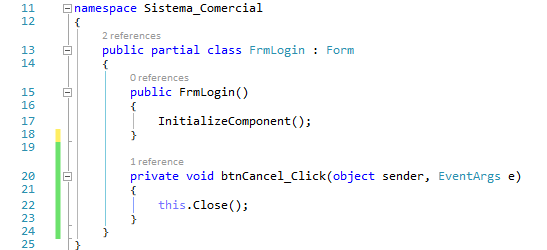 11 namespace Sistema_Comercial
12 {
2 references
13 public partial class FrmLogin : Form
14 {
0 references
15 public FrmLogin()
16 {
17 InitializeComponent();
18 }
19
1 reference
20 private void btnCancel_Click(object sender, EventArgs e)
21 {
22 this.Close();
23 }
24 }
25 }